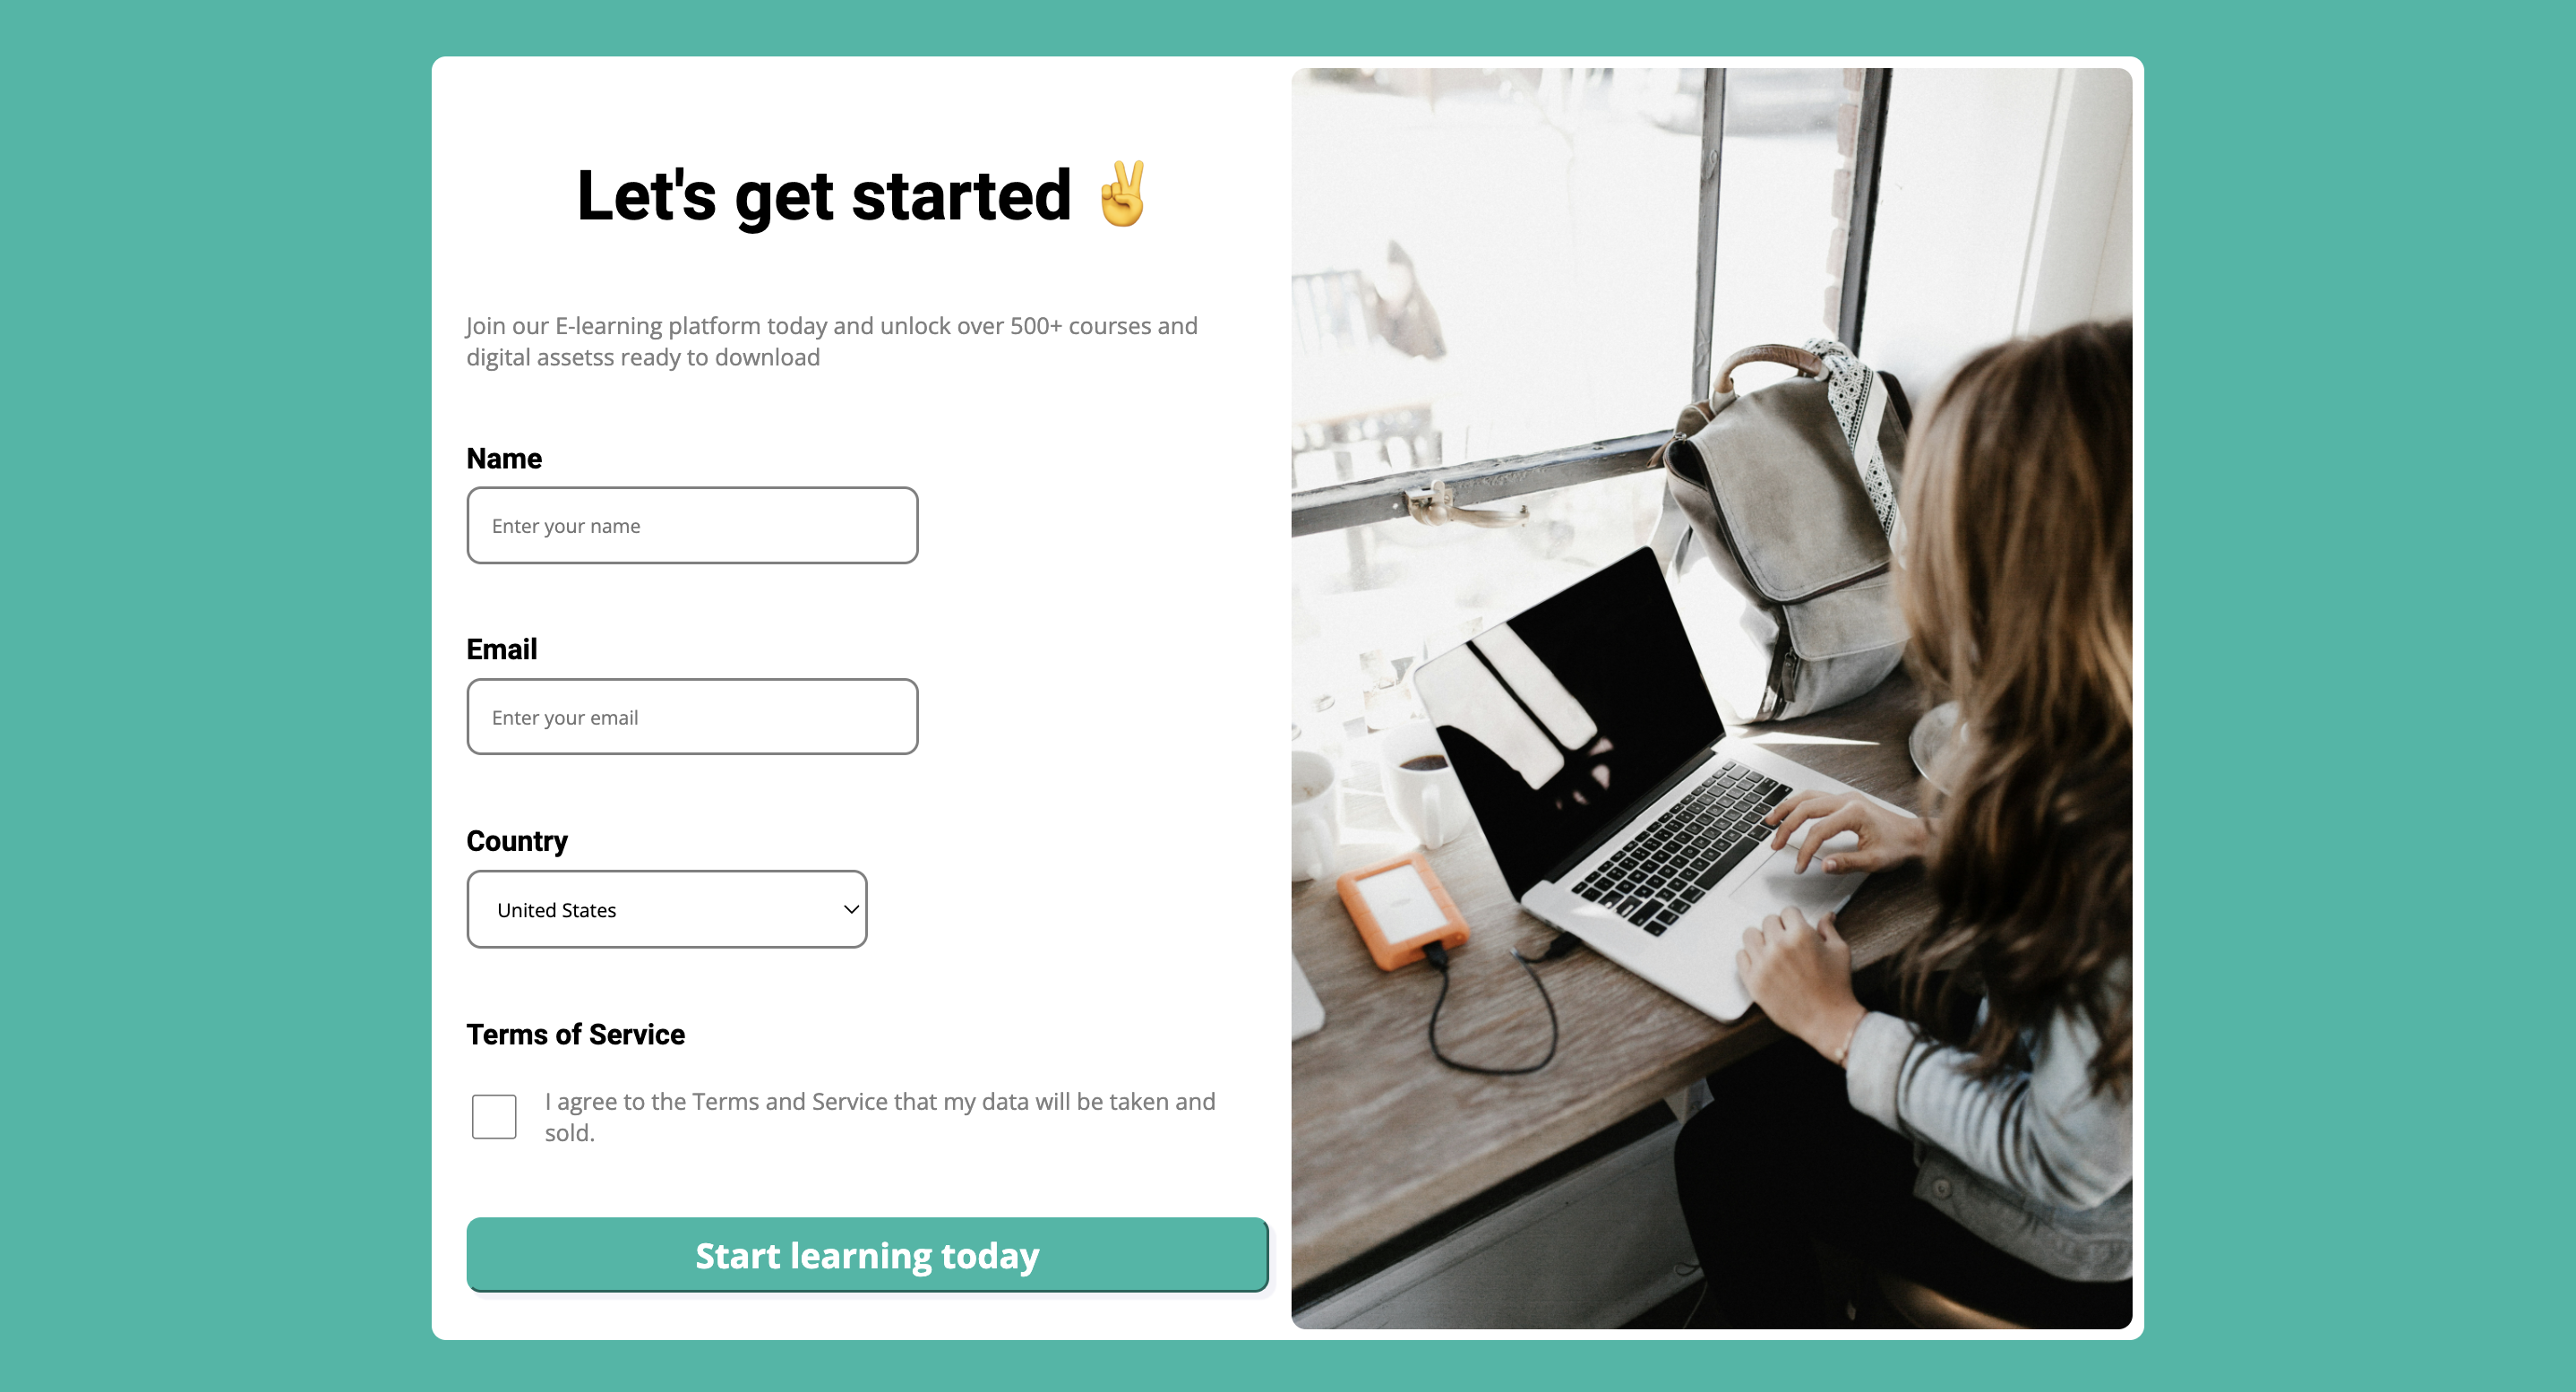 Let's get started ✌️
Join our E-learning platform today and unlock over 500+ courses and
digital assetss ready to download
Name
Enter your name
Email
Enter your email
Country
United States
Terms of Service
I agree to the Terms and Service that my data will be taken and
sold.
Start learning today